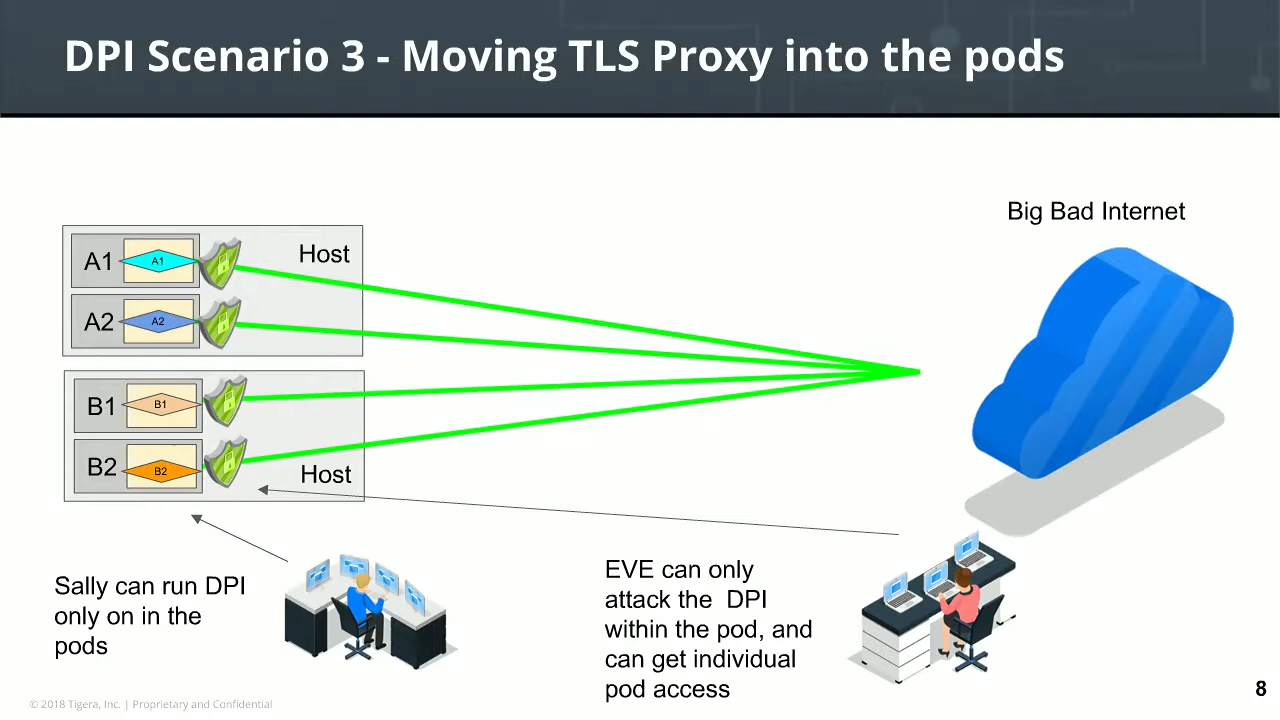 DPI Scenario 3 - Moving TLS Proxy into the pods
Big Bad Internet
Host
A1
A1
A2
A2
B1
B1
B2
B2
Host
Sally can run DPI
only on in the
pods
EVE can only
attack the DPI
within the pod, and
can get individual
pod access
© 2018 Tigera, Inc. | Proprietary and Confidential
8